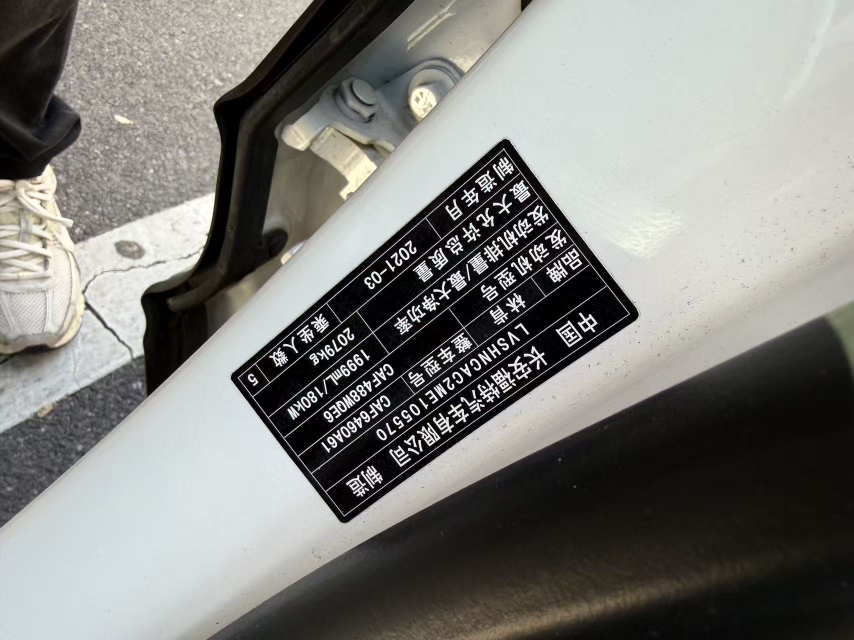 中国 长安福特汽车有限公司 制造
LVSHNCAC2ME105570
品牌 林肯 整车型号 CAF6460A61
发动机型号 CAF488WQE6
发动机排量/最大净功率 1999mL/180kW
最大允许总质量 2079kg
制造年月 2021-03 乘坐人数 5